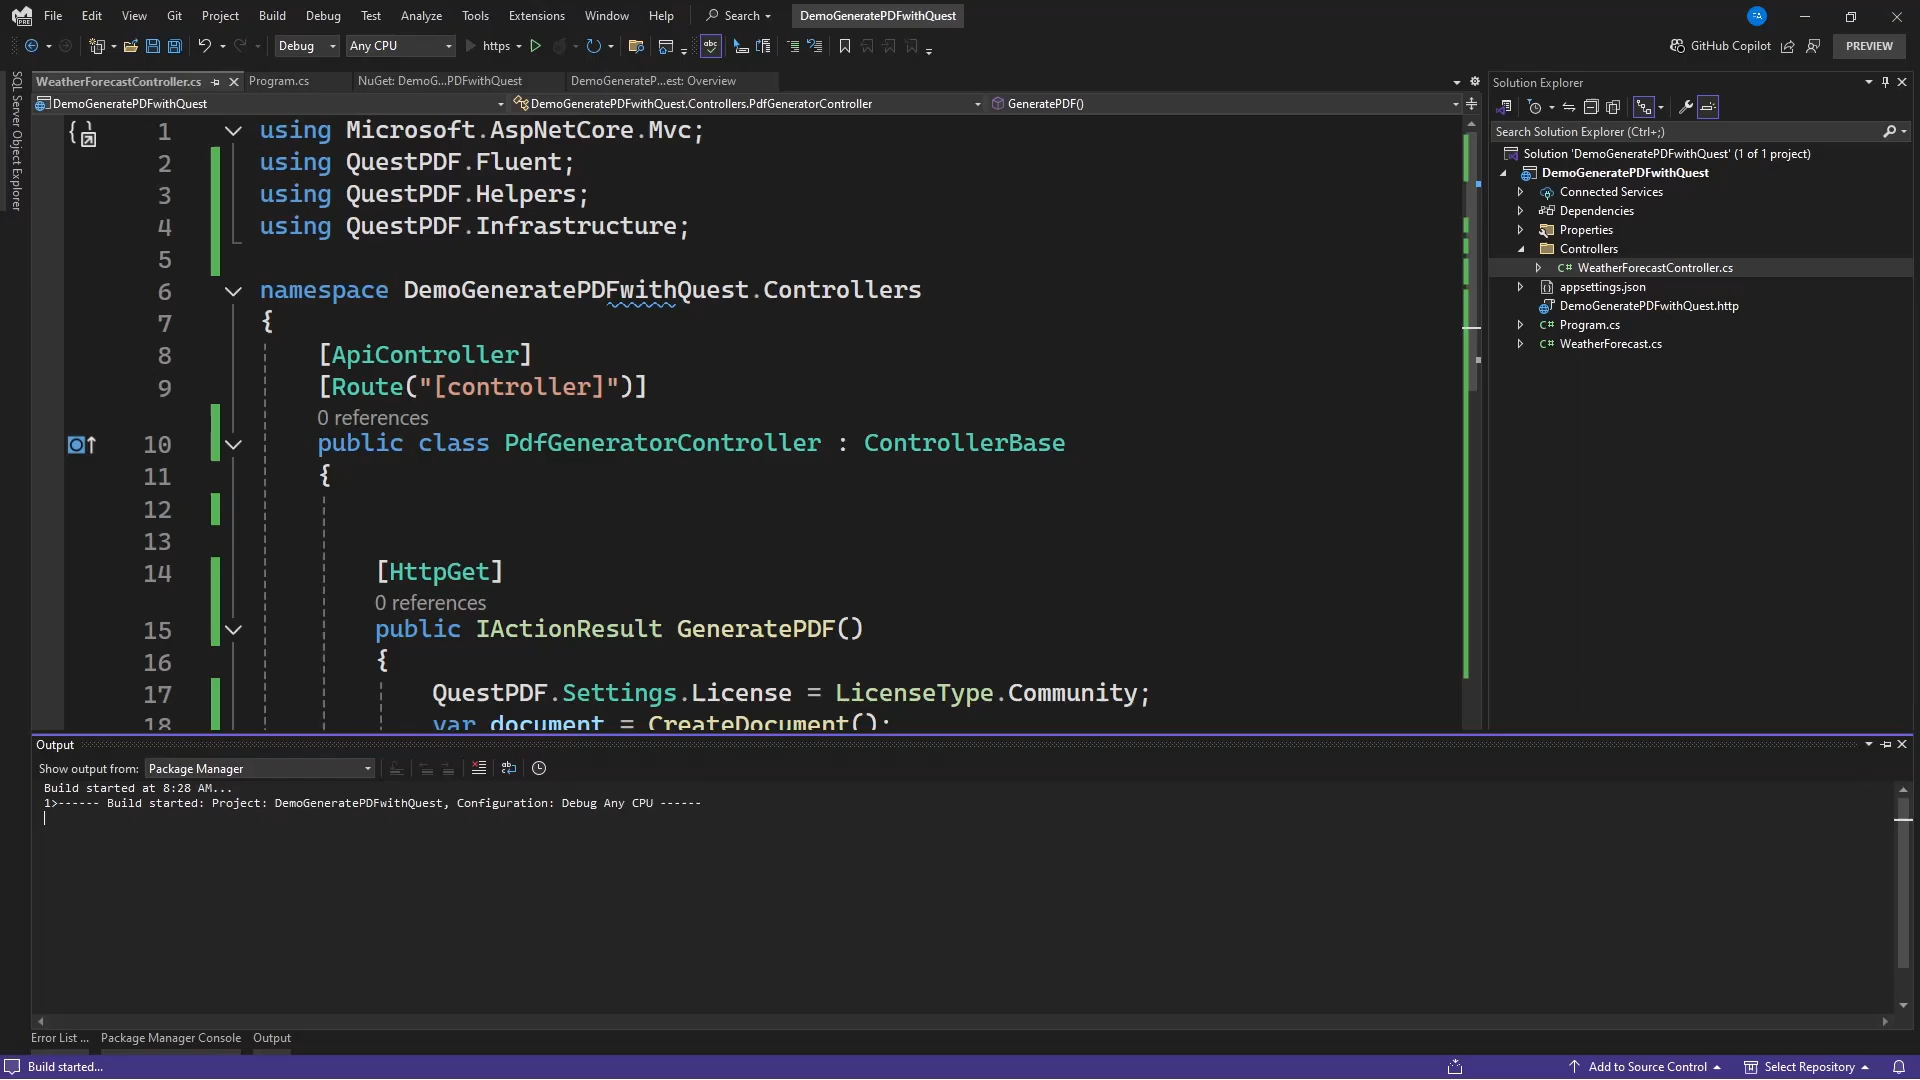 File Edit View Git Project Build Debug Test Analyze Tools Extensions Window Help Search DemoGeneratePDFwithQuest FA
Debug Any CPU https GitHub Copilot PREVIEW
SQL Server Object Explorer
WeatherForecastController.cs Program.cs NuGet: DemoG...PDFwithQuest DemoGenerateP...est: Overview
DemoGeneratePDFwithQuest DemoGeneratePDFwithQuest.Controllers.PdfGeneratorController GeneratePDF()
1 using Microsoft.AspNetCore.Mvc;
2 using QuestPDF.Fluent;
3 using QuestPDF.Helpers;
4 using QuestPDF.Infrastructure;
5
6 namespace DemoGeneratePDFwithQuest.Controllers
7 {
8 [ApiController]
9 [Route("[controller]")]
0 references
10 public class PdfGeneratorController : ControllerBase
11 {
12
13
14 [HttpGet]
0 references
15 public IActionResult GeneratePDF()
16 {
17 QuestPDF.Settings.License = LicenseType.Community;
18 var document = CreateDocument();
Solution Explorer
Search Solution Explorer (Ctrl+;)
Solution 'DemoGeneratePDFwithQuest' (1 of 1 project)
DemoGeneratePDFwithQuest
Connected Services
Dependencies
Properties
Controllers
C# WeatherForecastController.cs
appsettings.json
DemoGeneratePDFwithQuest.http
C# Program.cs
C# WeatherForecast.cs
Output
Show output from: Package Manager
Build started at 8:28 AM...
1>------ Build started: Project: DemoGeneratePDFwithQuest, Configuration: Debug Any CPU ------
Error List ... Package Manager Console Output
Build started... Add to Source Control Select Repository